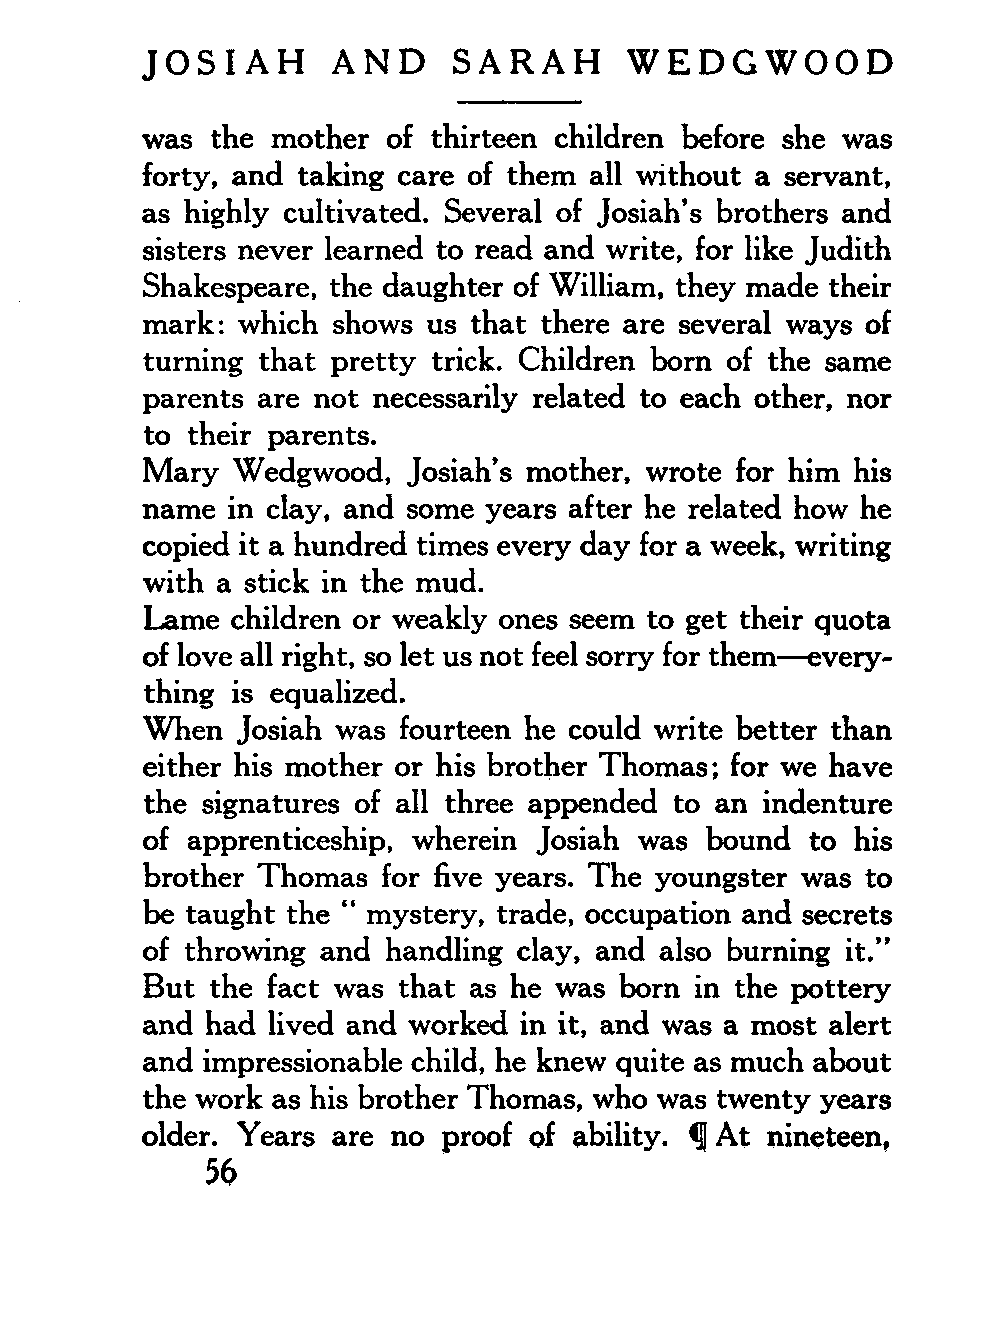 JOSIAH AND SARAH WEDGWOOD
was the mother of thirteen children before she was
forty, and taking care of them all without a servant,
as highly cultivated. Several of Josiah's brothers and
sisters never learned to read and write, for like Judith
Shakespeare, the daughter of William, they made their
mark: which shows us that there are several ways of
turning that pretty trick. Children born of the same
parents are not necessarily related to each other, nor
to their parents.
Mary Wedgwood, Josiah's mother, wrote for him his
name in clay, and some years after he related how he
copied it a hundred times every day for a week, writing
with a stick in the mud.
Lame children or weakly ones seem to get their quota
of love all right, so let us not feel sorry for them—every-
thing is equalized.
When Josiah was fourteen he could write better than
either his mother or his brother Thomas; for we have
the signatures of all three appended to an indenture
of apprenticeship, wherein Josiah was bound to his
brother Thomas for five years. The youngster was to
be taught the " mystery, trade, occupation and secrets
of throwing and handling clay, and also burning it."
But the fact was that as he was born in the pottery
and had lived and worked in it, and was a most alert
and impressionable child, he knew quite as much about
the work as his brother Thomas, who was twenty years
older. Years are no proof of ability. ¶ At nineteen,
56